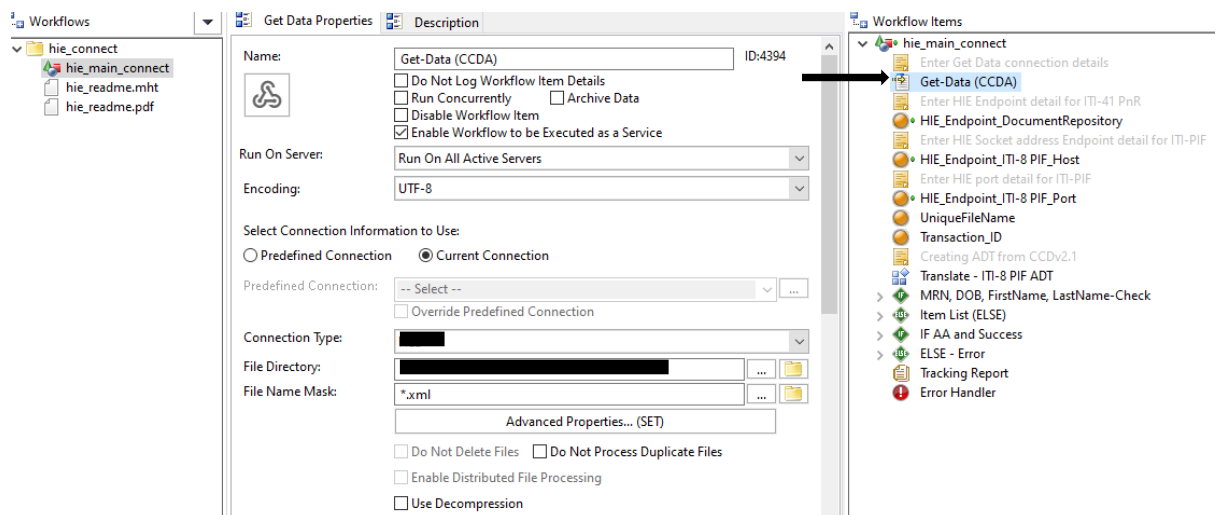 Workflows
hie_connect
hie_main_connect
hie_readme.mht
hie_readme.pdf
Get Data Properties
Description
Name:
Get-Data (CCDA)
ID:4394
Do Not Log Workflow Item Details
Run Concurrently
Archive Data
Disable Workflow Item
Enable Workflow to be Executed as a Service
Run On Server:
Run On All Active Servers
Encoding:
UTF-8
Select Connection Information to Use:
Predefined Connection
Current Connection
Predefined Connection:
-- Select --
...
Override Predefined Connection
Connection Type:
File Directory:
...
File Name Mask:
*.xml
...
Advanced Properties... (SET)
Do Not Delete Files
Do Not Process Duplicate Files
Enable Distributed File Processing
Use Decompression
Workflow Items
hie_main_connect
Enter Get Data connection details
Get-Data (CCDA)
Enter HIE Endpoint detail for ITI-41 PnR
HIE_Endpoint_DocumentRepository
Enter HIE Socket address Endpoint detail for ITI-PIF
HIE_Endpoint_ITI-8 PIF_Host
Enter HIE port detail for ITI-PIF
HIE_Endpoint_ITI-8 PIF_Port
UniqueFileName
Transaction_ID
Creating ADT from CCDv2.1
Translate - ITI-8 PIF ADT
IF MRN, DOB, FirstName, LastName-Check
ELSE Item List (ELSE)
IF IF AA and Success
ELSE ELSE - Error
Tracking Report
Error Handler